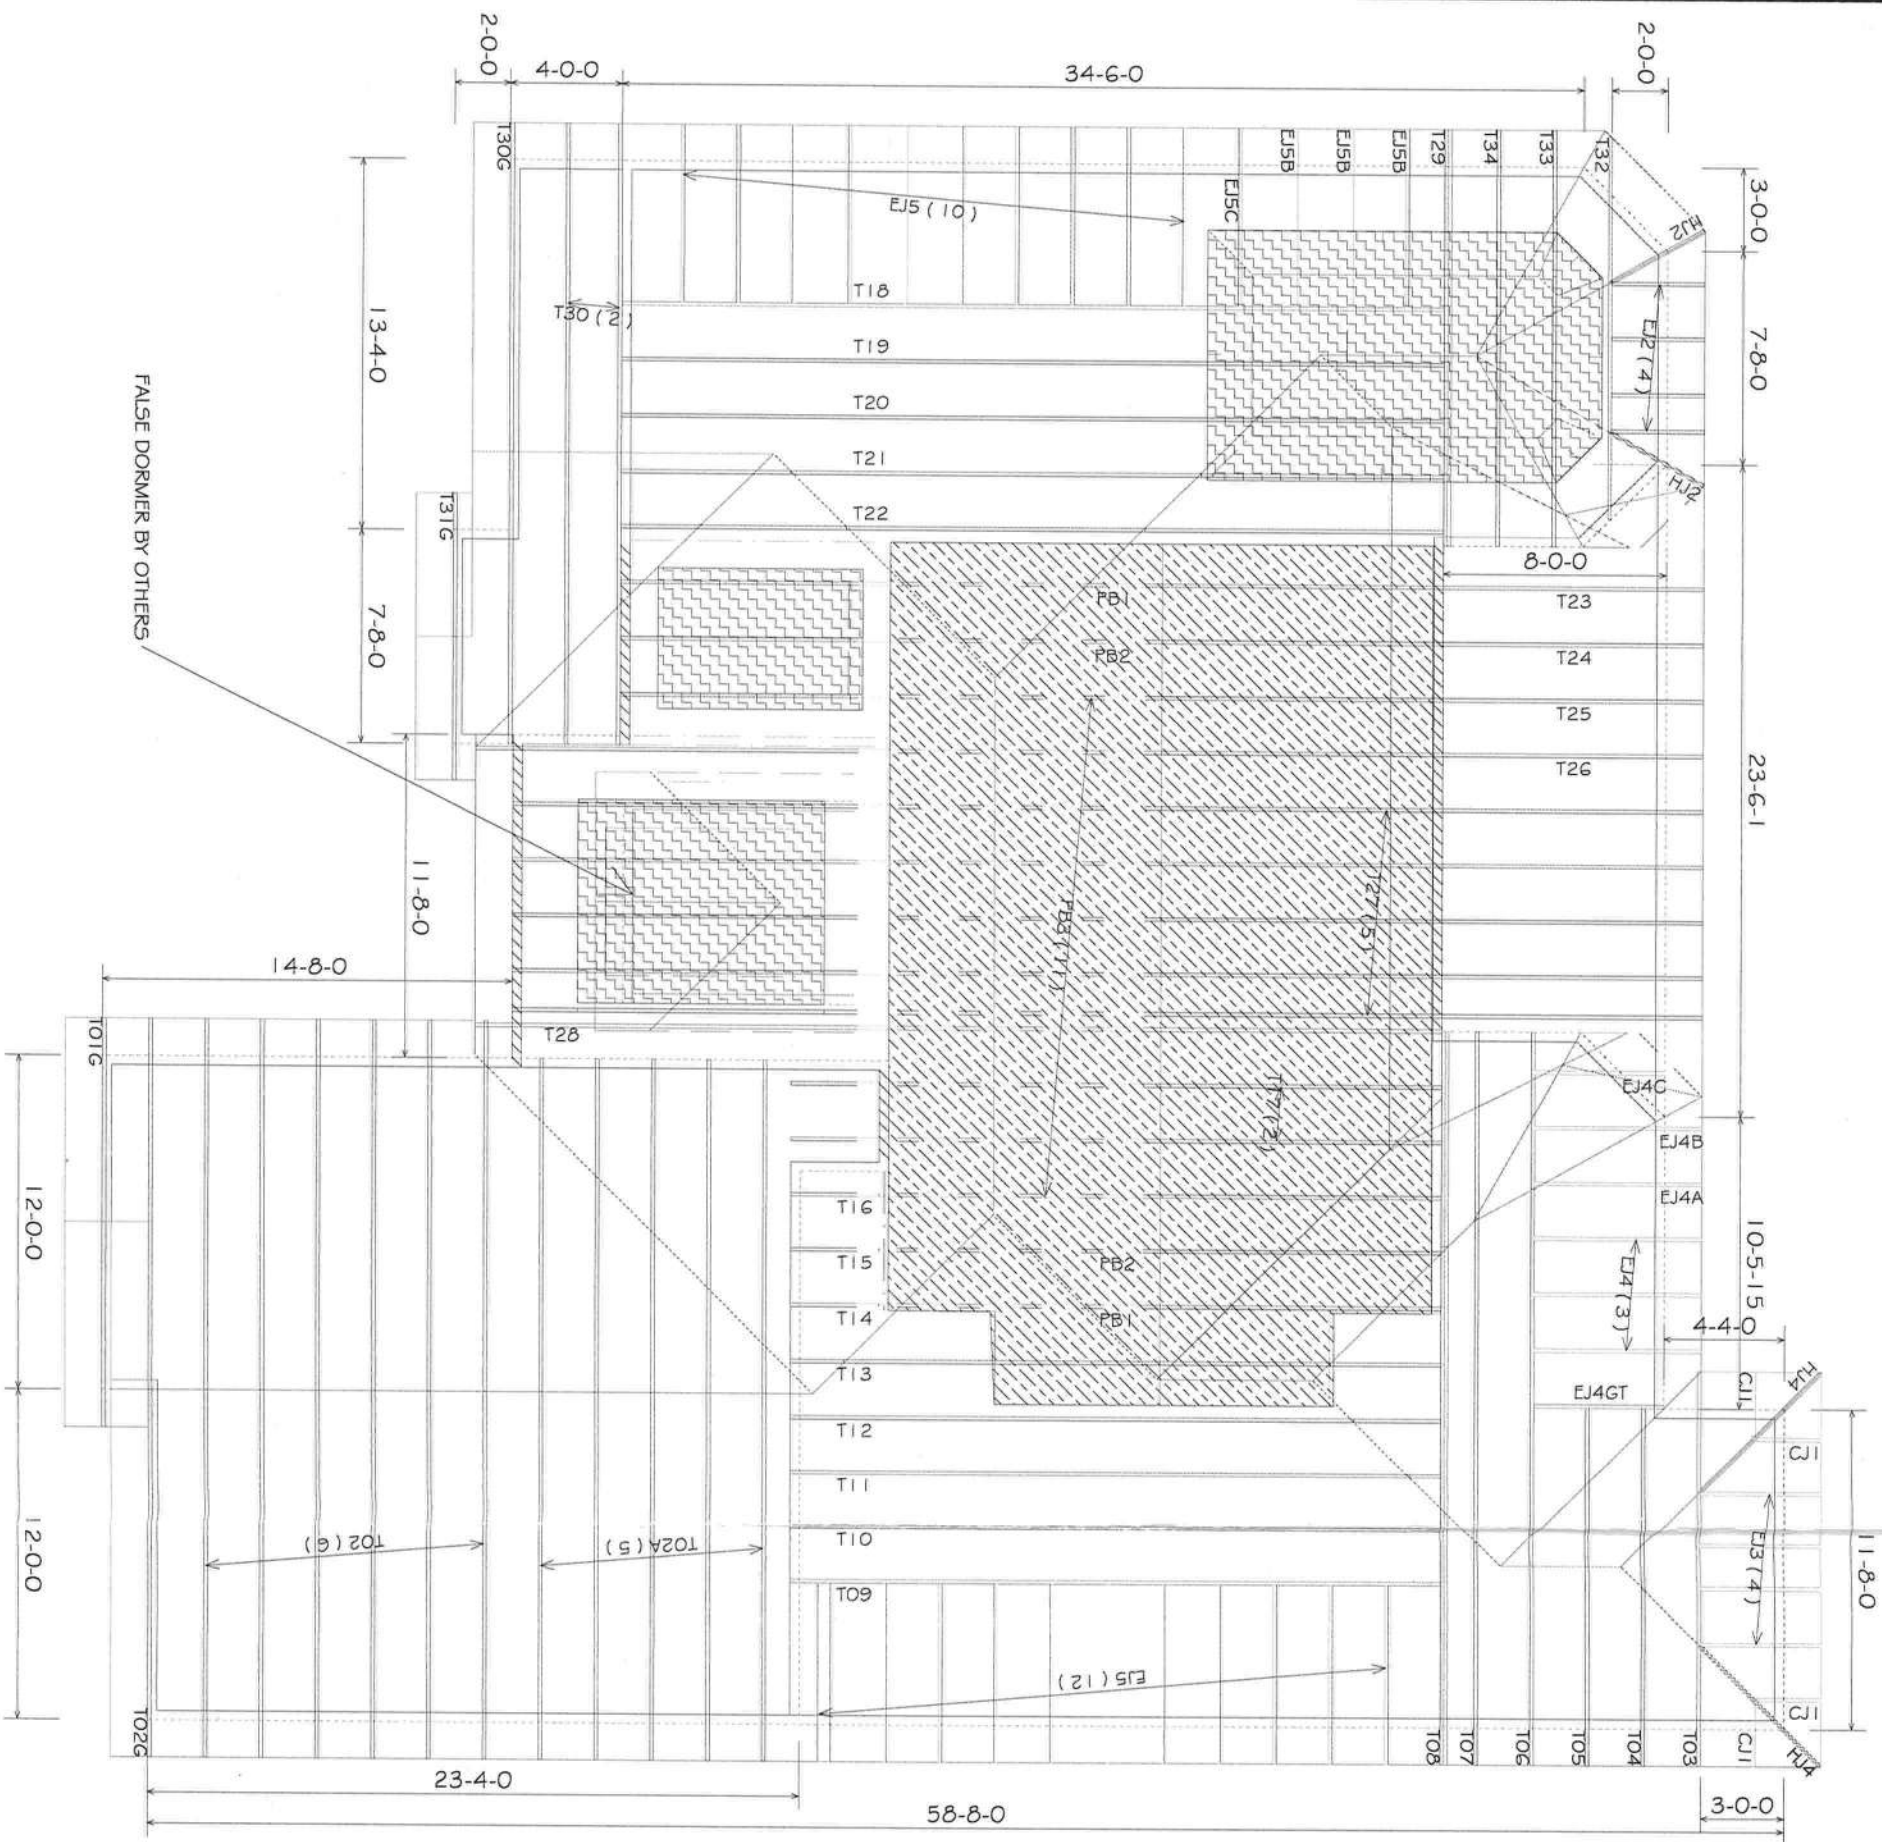 2-0-0
4-0-0
34-6-0
2-0-0
T30G
EJ5B
EJ5B
EJ5B
T29
T34
T33
T32
3-0-0
HJ2
EJ5 ( 10 )
EJ5C
T18
T30 ( 2 )
EJ2 ( 4 )
7-8-0
13-4-0
T19
T20
T21
T22
HJ2
T31G
8-0-0
FALSE DORMER BY OTHERS
7-8-0
PB1
PB2
T23
T24
T25
T26
23-6-1
11-8-0
PB3 ( 11 )
T27 ( 5 )
14-8-0
T28
T01G
T17 ( 2 )
EJ4C
EJ4B
EJ4A
12-0-0
T16
T15
T14
T13
T12
T11
T10
T09
PB2
PB1
EJ4 ( 3 )
10-5-15
4-4-0
EJ4GT
CJ1
HJ4
CJ1
12-0-0
T02 ( 6 )
T02A ( 5 )
EJ3 ( 4 )
11-8-0
EJ5 ( 12 )
T02G
T08
T07
T06
T05
T04
T03
CJ1
CJ1
HJ4
23-4-0
58-8-0
3-0-0